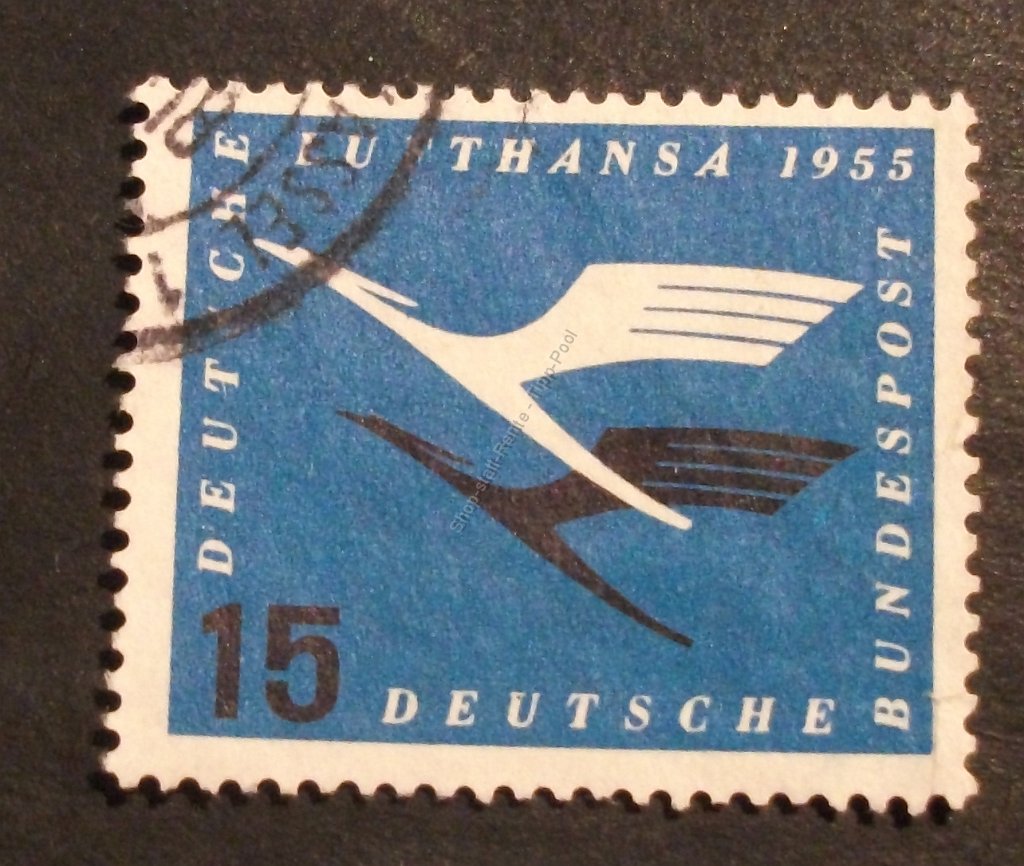 DEUTSCHE
LUFTHANSA 1955
15
DEUTSCHE
BUNDESPOST